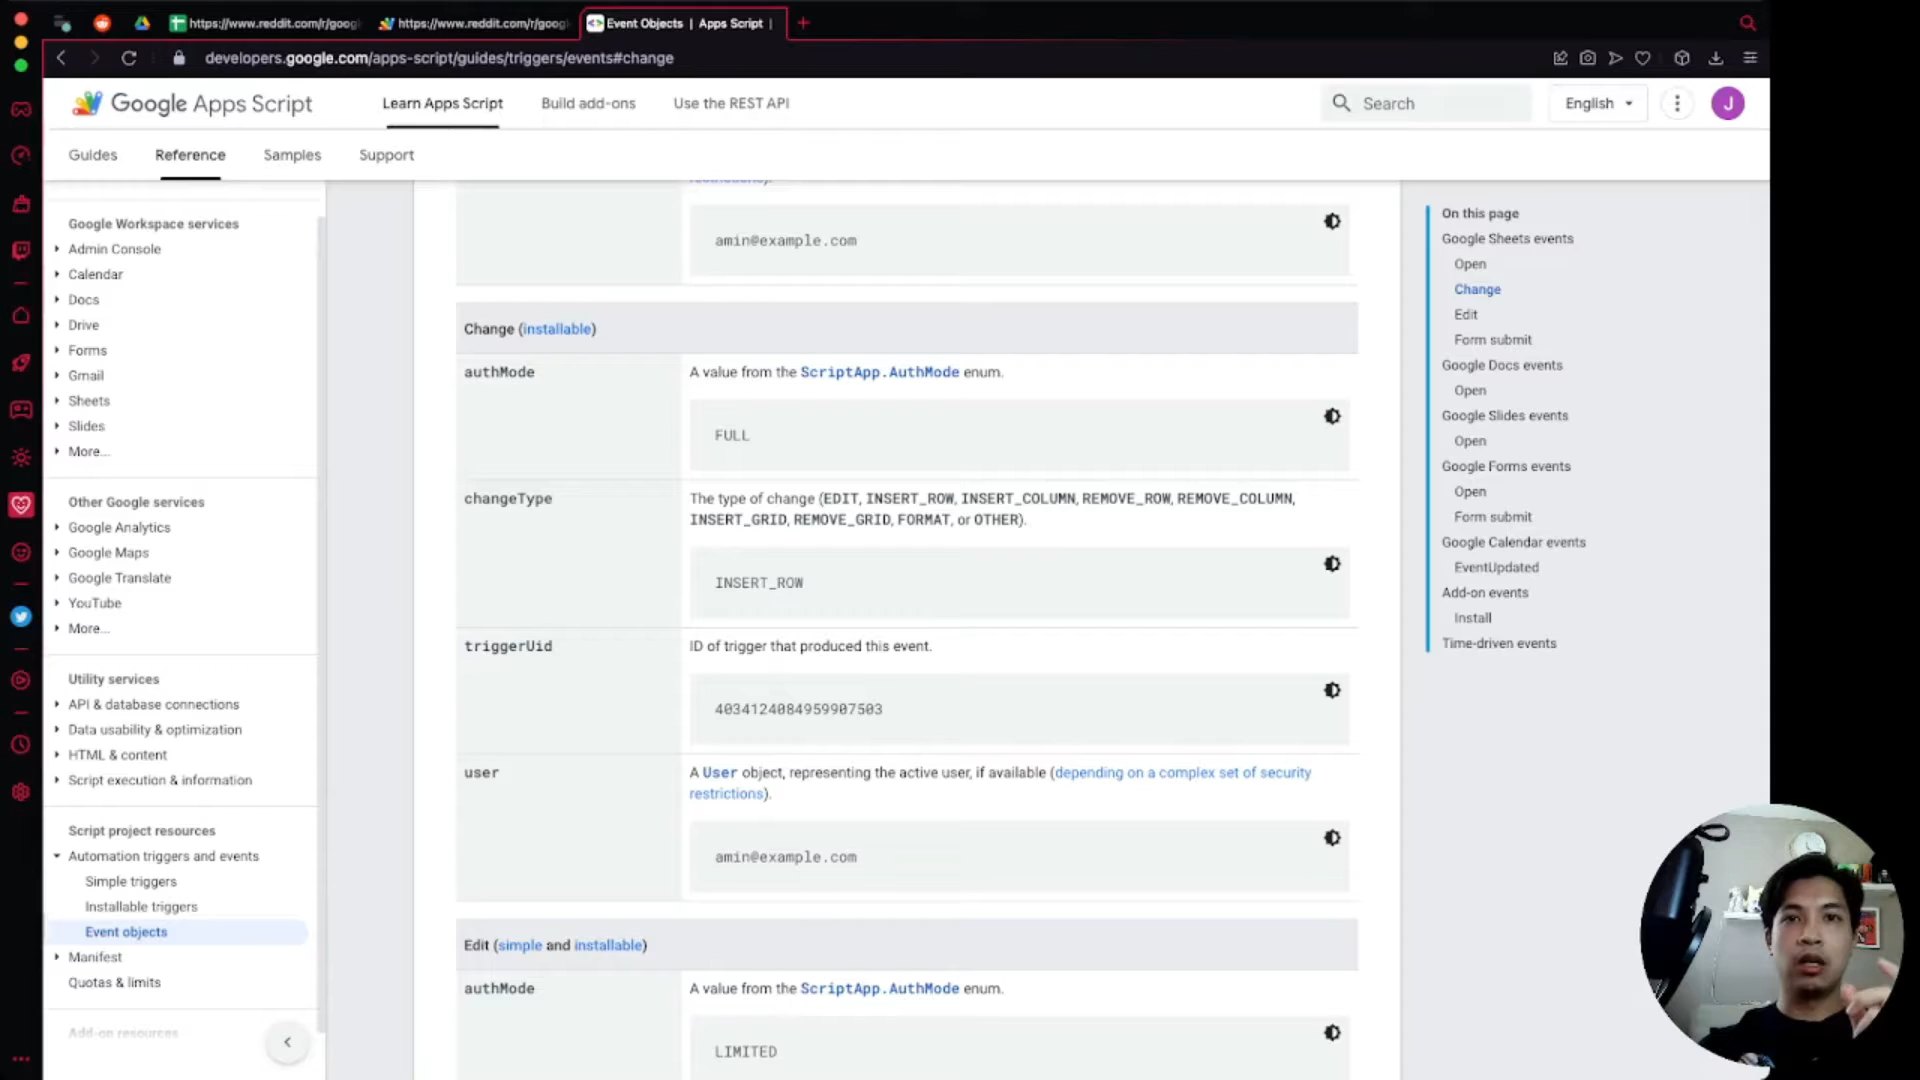 https://www.reddit.com/r/goog
https://www.reddit.com/r/goog
Event Objects | Apps Script |
developers.google.com/apps-script/guides/triggers/events#change
Google Apps Script
Learn Apps Script
Build add-ons
Use the REST API
Search
English
J
Guides
Reference
Samples
Support
Google Workspace services
Admin Console
Calendar
Docs
Drive
Forms
Gmail
Sheets
Slides
More...
Other Google services
Google Analytics
Google Maps
Google Translate
YouTube
More...
Utility services
API & database connections
Data usability & optimization
HTML & content
Script execution & information
Script project resources
Automation triggers and events
Simple triggers
Installable triggers
Event objects
Manifest
Quotas & limits
Add-on resources
amin@example.com
Change (installable)
authMode
A value from the ScriptApp.AuthMode enum.
FULL
changeType
The type of change (EDIT, INSERT_ROW, INSERT_COLUMN, REMOVE_ROW, REMOVE_COLUMN,
INSERT_GRID, REMOVE_GRID, FORMAT, or OTHER).
INSERT_ROW
triggerUid
ID of trigger that produced this event.
4034124084959907503
user
A User object, representing the active user, if available (depending on a complex set of security
restrictions).
amin@example.com
Edit (simple and installable)
authMode
A value from the ScriptApp.AuthMode enum.
LIMITED
On this page
Google Sheets events
Open
Change
Edit
Form submit
Google Docs events
Open
Google Slides events
Open
Google Forms events
Open
Form submit
Google Calendar events
EventUpdated
Add-on events
Install
Time-driven events